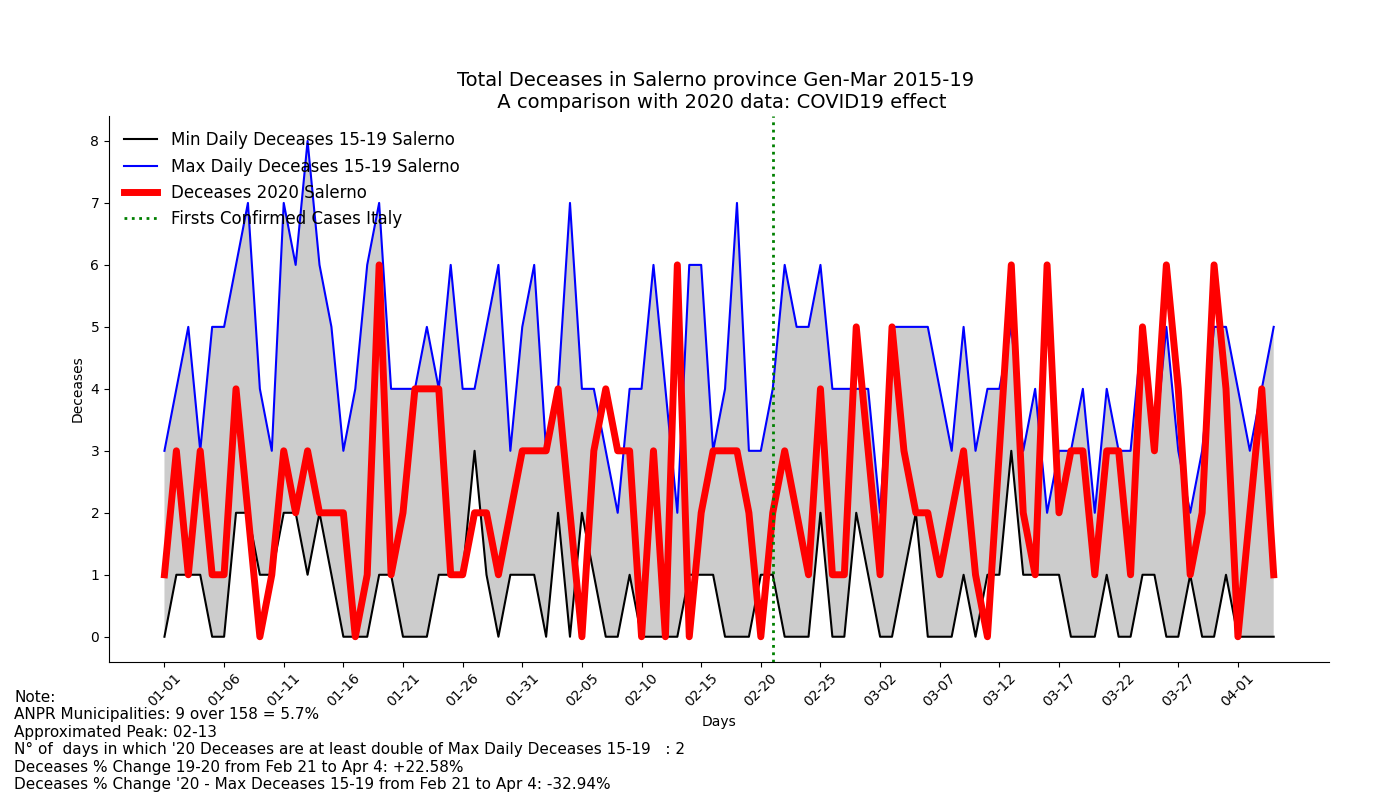 Total Deceases in Salerno province Gen-Mar 2015-19
A comparison with 2020 data: COVID19 effect
Min Daily Deceases 15-19 Salerno
Max Daily Deceases 15-19 Salerno
Deceases 2020 Salerno
Firsts Confirmed Cases Italy
8
7
6
5
4
3
2
1
0
Deceases
01-01
01-06
01-11
01-16
01-21
01-26
01-31
02-05
02-10
02-15
02-20
02-25
03-02
03-07
03-12
03-17
03-22
03-27
04-01
Days
Note:
ANPR Municipalities: 9 over 158 = 5.7%
Approximated Peak: 02-13
N° of  days in which '20 Deceases are at least double of Max Daily Deceases 15-19   : 2
Deceases % Change 19-20 from Feb 21 to Apr 4: +22.58%
Deceases % Change '20 - Max Deceases 15-19 from Feb 21 to Apr 4: -32.94%